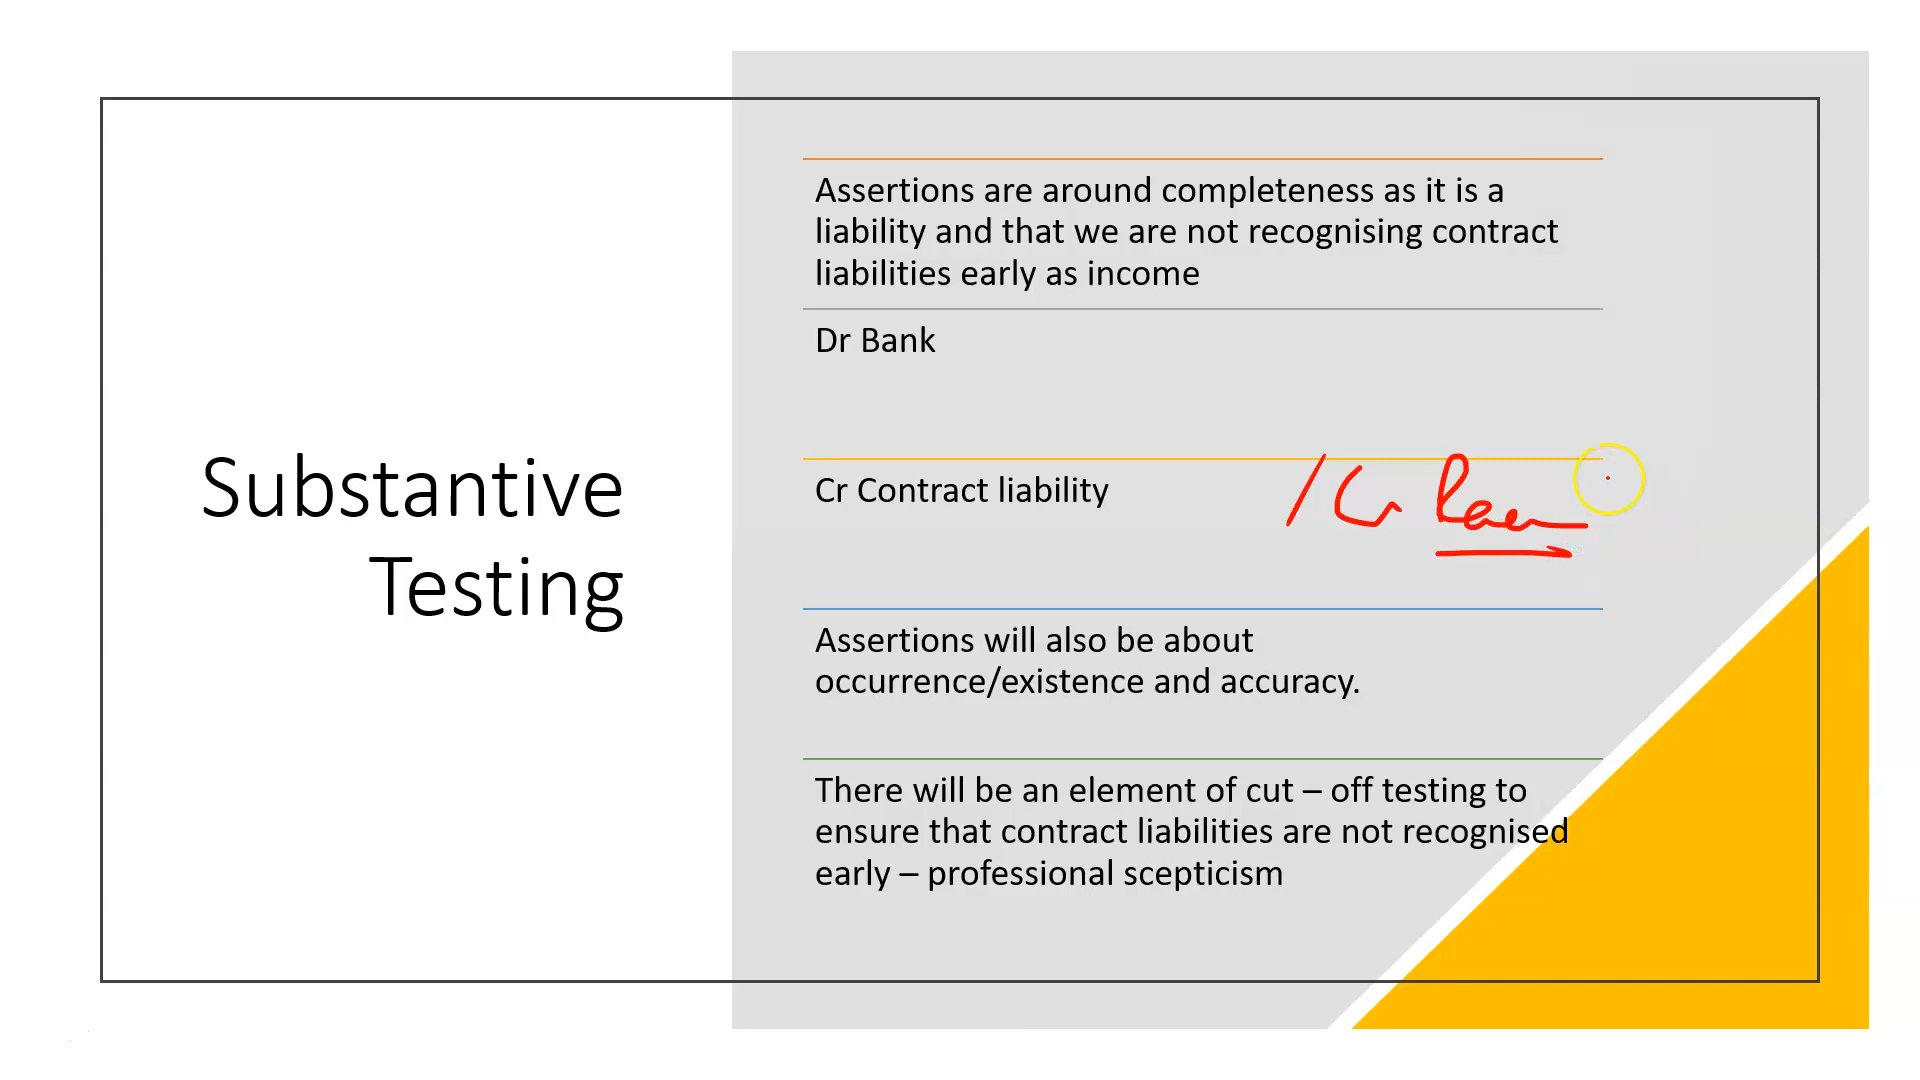 Substantive
Testing
Assertions are around completeness as it is a
liability and that we are not recognising contract
liabilities early as income
Dr Bank
Cr Contract liability / Cr
Assertions will also be about
occurrence/existence and accuracy.
There will be an element of cut – off testing to
ensure that contract liabilities are not recognised
early – professional scepticism